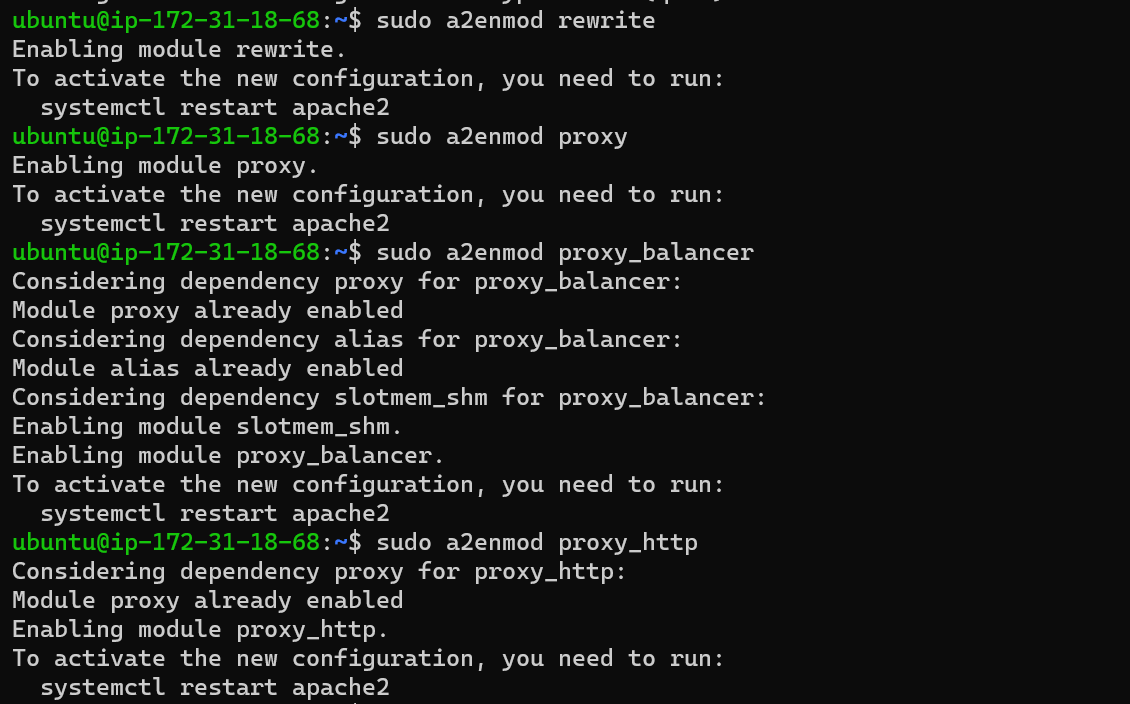 ubuntu@ip-172-31-18-68:~$ sudo a2enmod rewrite
Enabling module rewrite.
To activate the new configuration, you need to run:
  systemctl restart apache2
ubuntu@ip-172-31-18-68:~$ sudo a2enmod proxy
Enabling module proxy.
To activate the new configuration, you need to run:
  systemctl restart apache2
ubuntu@ip-172-31-18-68:~$ sudo a2enmod proxy_balancer
Considering dependency proxy for proxy_balancer:
Module proxy already enabled
Considering dependency alias for proxy_balancer:
Module alias already enabled
Considering dependency slotmem_shm for proxy_balancer:
Enabling module slotmem_shm.
Enabling module proxy_balancer.
To activate the new configuration, you need to run:
  systemctl restart apache2
ubuntu@ip-172-31-18-68:~$ sudo a2enmod proxy_http
Considering dependency proxy for proxy_http:
Module proxy already enabled
Enabling module proxy_http.
To activate the new configuration, you need to run:
  systemctl restart apache2